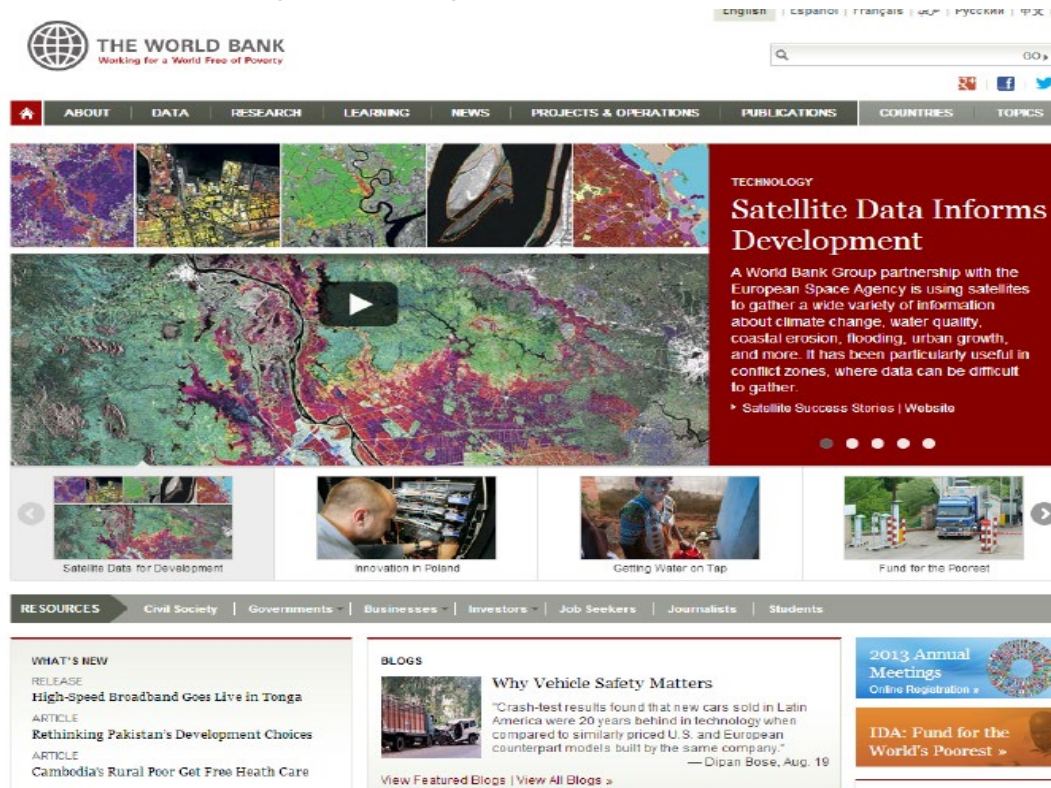 English | Español | Français | عربي | Русский | 中文
THE WORLD BANK
Working for a World Free of Poverty
GO
ABOUT | DATA | RESEARCH | LEARNING | NEWS | PROJECTS & OPERATIONS | PUBLICATIONS | COUNTRIES | TOPICS
TECHNOLOGY
Satellite Data Informs
Development
A World Bank Group partnership with the
European Space Agency is using satellites
to gather a wide variety of information
about climate change, water quality,
coastal erosion, flooding, urban growth,
and more. It has been particularly useful in
conflict zones, where data can be difficult
to gather.
Satellite Success Stories | Website
Satellite Data for Development
Innovation in Poland
Getting Water on Tap
Fund for the Poorest
RESOURCES
Civil Society | Governments | Businesses | Investors | Job Seekers | Journalists | Students
WHAT'S NEW
RELEASE
High-Speed Broadband Goes Live in Tonga
ARTICLE
Rethinking Pakistan's Development Choices
ARTICLE
Cambodia's Rural Poor Get Free Heath Care
BLOGS
Why Vehicle Safety Matters
"Crash-test results found that new cars sold in Latin
America were 20 years behind in technology when
compared to similarly priced U.S. and European
counterpart models built by the same company."
— Dipan Bose, Aug. 19
View Featured Blogs | View All Blogs »
2013 Annual
Meetings
Online Registration »
IDA: Fund for the
World's Poorest »